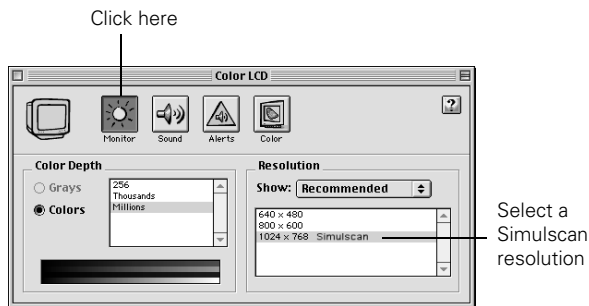 Click here
Color LCD
Monitor
Sound
Alerts
Color
?
Color Depth
Grays
Colors
256
Thousands
Millions
Resolution
Show: Recommended
640 x 480
800 x 600
1024 x 768 Simulscan
Select a
Simulscan
resolution